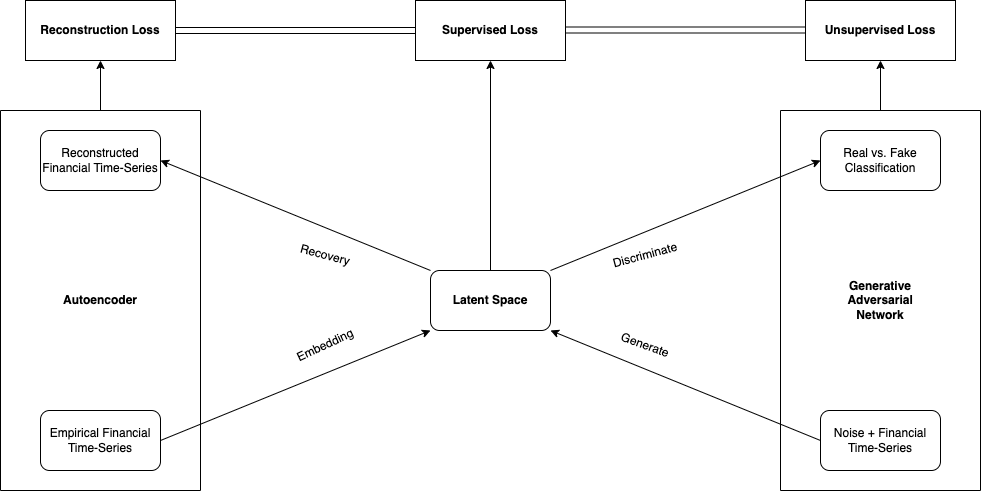 Reconstruction Loss
Supervised Loss
Unsupervised Loss
Reconstructed
Financial Time-Series
Real vs. Fake
Classification
Recovery
Discriminate
Autoencoder
Latent Space
Generative
Adversarial
Network
Embedding
Generate
Empirical Financial
Time-Series
Noise + Financial
Time-Series